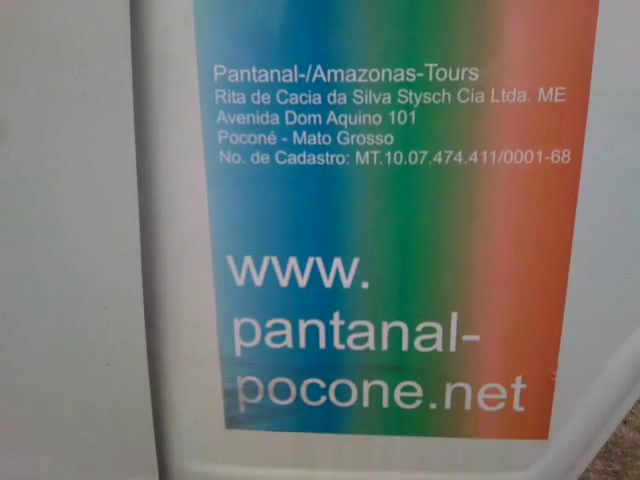 Pantanal-/Amazonas-Tours
Rita de Cacia da Silva Stysch Cia Ltda. ME
Avenida Dom Aquino 101
Poconé - Mato Grosso
No. de Cadastro: MT.10.07.474.411/0001-68
www.
pantanal-
pocone.net